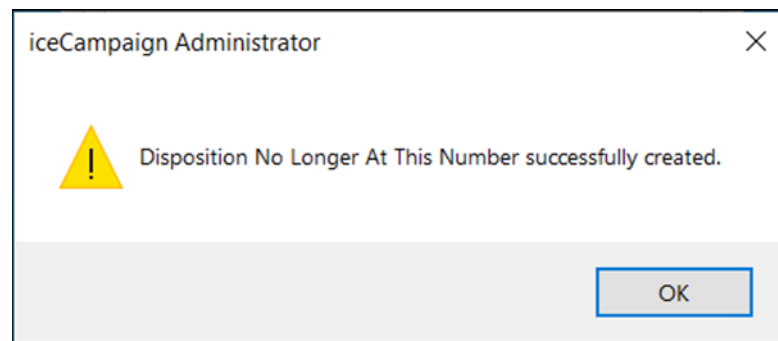 iceCampaign Administrator
Disposition No Longer At This Number successfully created.
OK